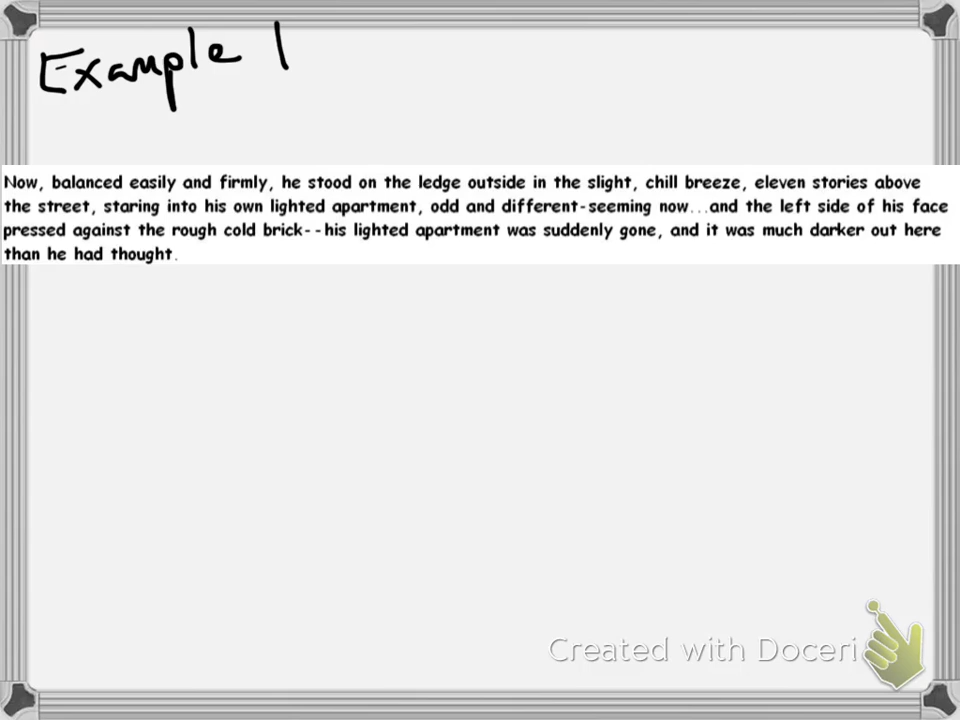 Example 1
Now, balanced easily and firmly, he stood on the ledge outside in the slight, chill breeze, eleven stories above
the street, staring into his own lighted apartment, odd and different-seeming now...and the left side of his face
pressed against the rough cold brick--his lighted apartment was suddenly gone, and it was much darker out here
than he had thought.
Created with Doceri